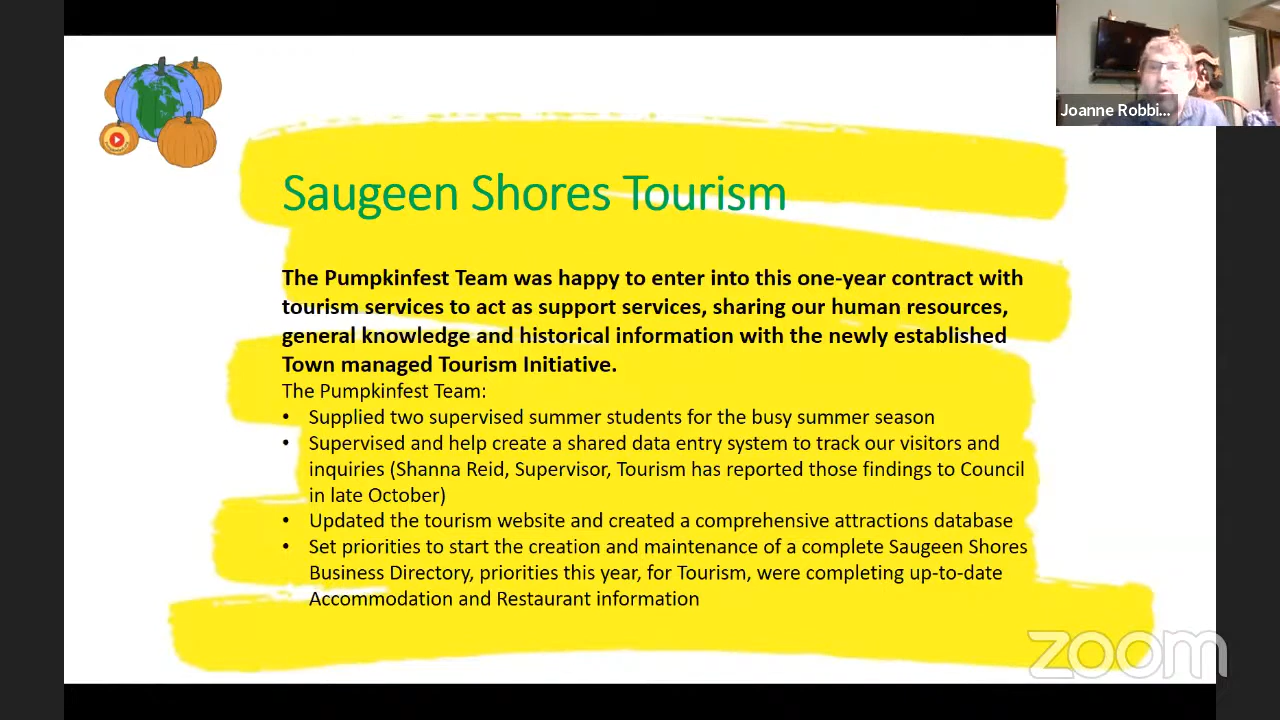 Joanne Robbi...
Saugeen Shores Tourism
The Pumpkinfest Team was happy to enter into this one-year contract with
tourism services to act as support services, sharing our human resources,
general knowledge and historical information with the newly established
Town managed Tourism Initiative.
The Pumpkinfest Team:
• Supplied two supervised summer students for the busy summer season
• Supervised and help create a shared data entry system to track our visitors and
inquiries (Shanna Reid, Supervisor, Tourism has reported those findings to Council
in late October)
• Updated the tourism website and created a comprehensive attractions database
• Set priorities to start the creation and maintenance of a complete Saugeen Shores
Business Directory, priorities this year, for Tourism, were completing up-to-date
Accommodation and Restaurant information
zoom